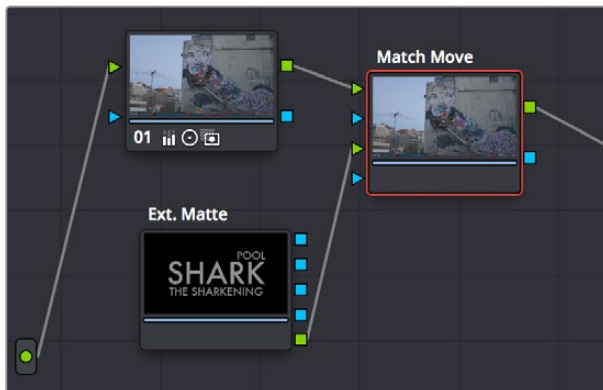 Match Move
01
Ext. Matte
POOL
SHARK
THE SHARKENING